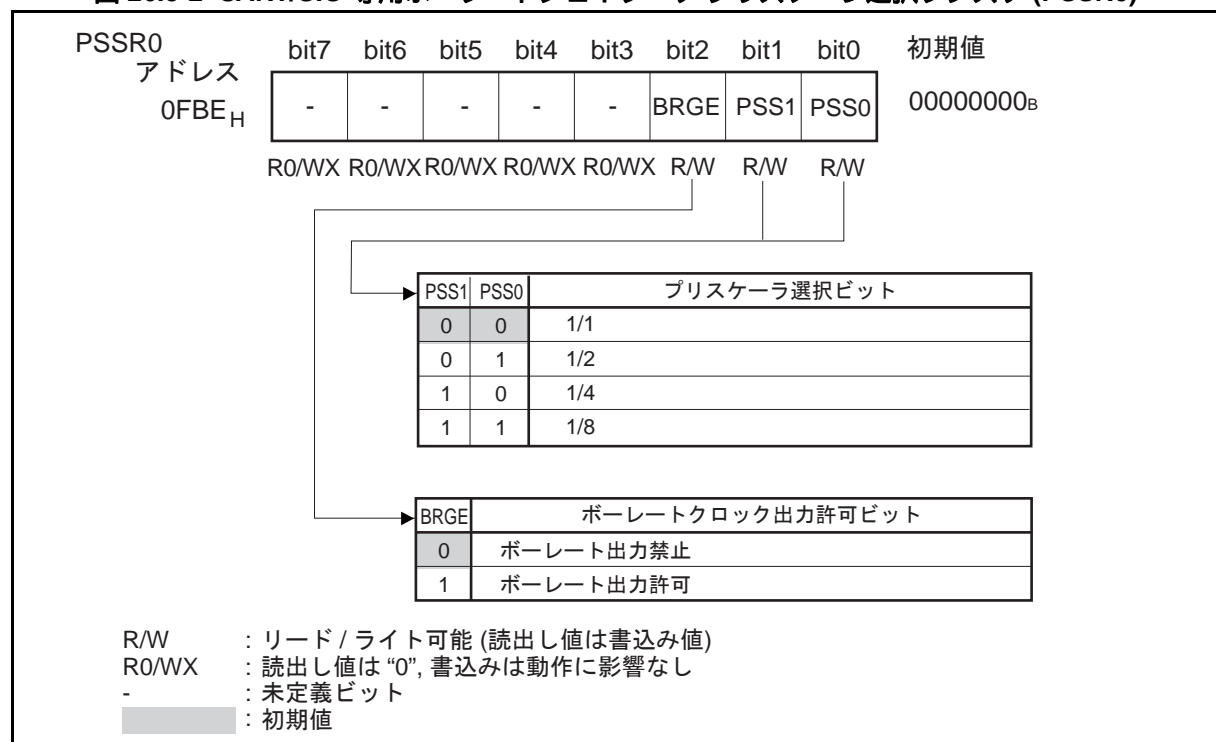 PSSR0 bit7 bit6 bit5 bit4 bit3 bit2 bit1 bit0 初期値
アドレス
0FBEH - - - - - BRGE PSS1 PSS0 00000000B
R0/WX R0/WX R0/WX R0/WX R0/WX R/W R/W R/W
PSS1 PSS0 プリスケーラ選択ビット
0 0 1/1
0 1 1/2
1 0 1/4
1 1 1/8
BRGE ボーレートクロック出力許可ビット
0 ボーレート出力禁止
1 ボーレート出力許可
R/W : リード / ライト可能 (読出し値は書込み値)
R0/WX : 読出し値は “0”, 書込みは動作に影響なし
- : 未定義ビット
: 初期値